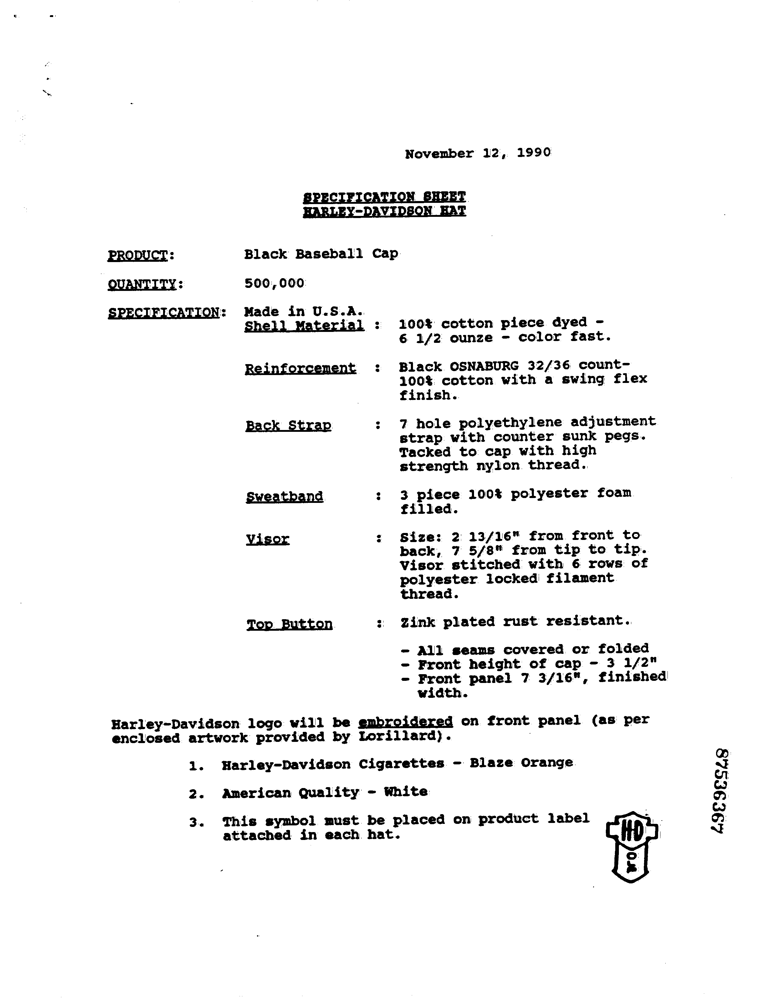 November 12, 1990
SPECIFICATION SHEET
HARLEY-DAVIDSON HAT
PRODUCT: Black Baseball Cap
QUANTITY: 500,000
SPECIFICATION: Made in U.S.A.
Shell Material : 100% cotton piece dyed -
6 1/2 ounze - color fast.
Reinforcement : Black OSNABURG 32/36 count-
100% cotton with a swing flex
finish.
Back Strap : 7 hole polyethylene adjustment
strap with counter sunk pegs.
Tacked to cap with high
strength nylon thread.
Sweatband : 3 piece 100% polyester foam
filled.
Visor : Size: 2 13/16" from front to
back, 7 5/8" from tip to tip.
Visor stitched with 6 rows of
polyester locked filament
thread.
Top Button : Zink plated rust resistant.
- All seams covered or folded
- Front height of cap - 3 1/2"
- Front panel 7 3/16", finished
width.
Harley-Davidson logo will be embroidered on front panel (as per
enclosed artwork provided by Lorillard).
1. Harley-Davidson Cigarettes - Blaze Orange
2. American Quality - White
3. This symbol must be placed on product label
attached in each hat.
H-D
87536367